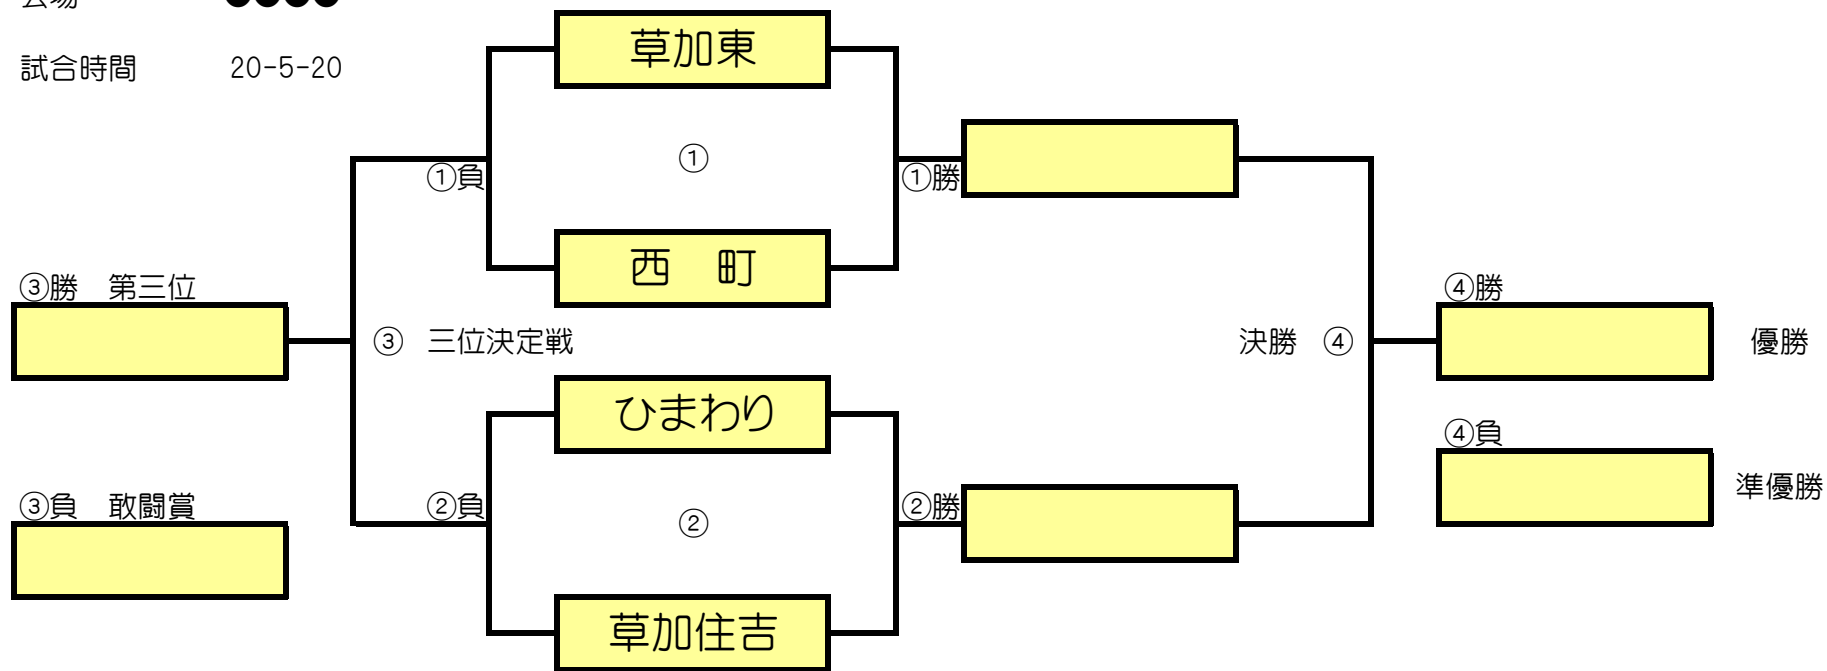 会場
試合時間 20-5-20
草加東
①負
①
①勝
西　町
③勝　第三位
④勝
③　三位決定戦
決勝　④
優勝
ひまわり
④負
準優勝
③負　敢闘賞
②負
②
②勝
草加住吉